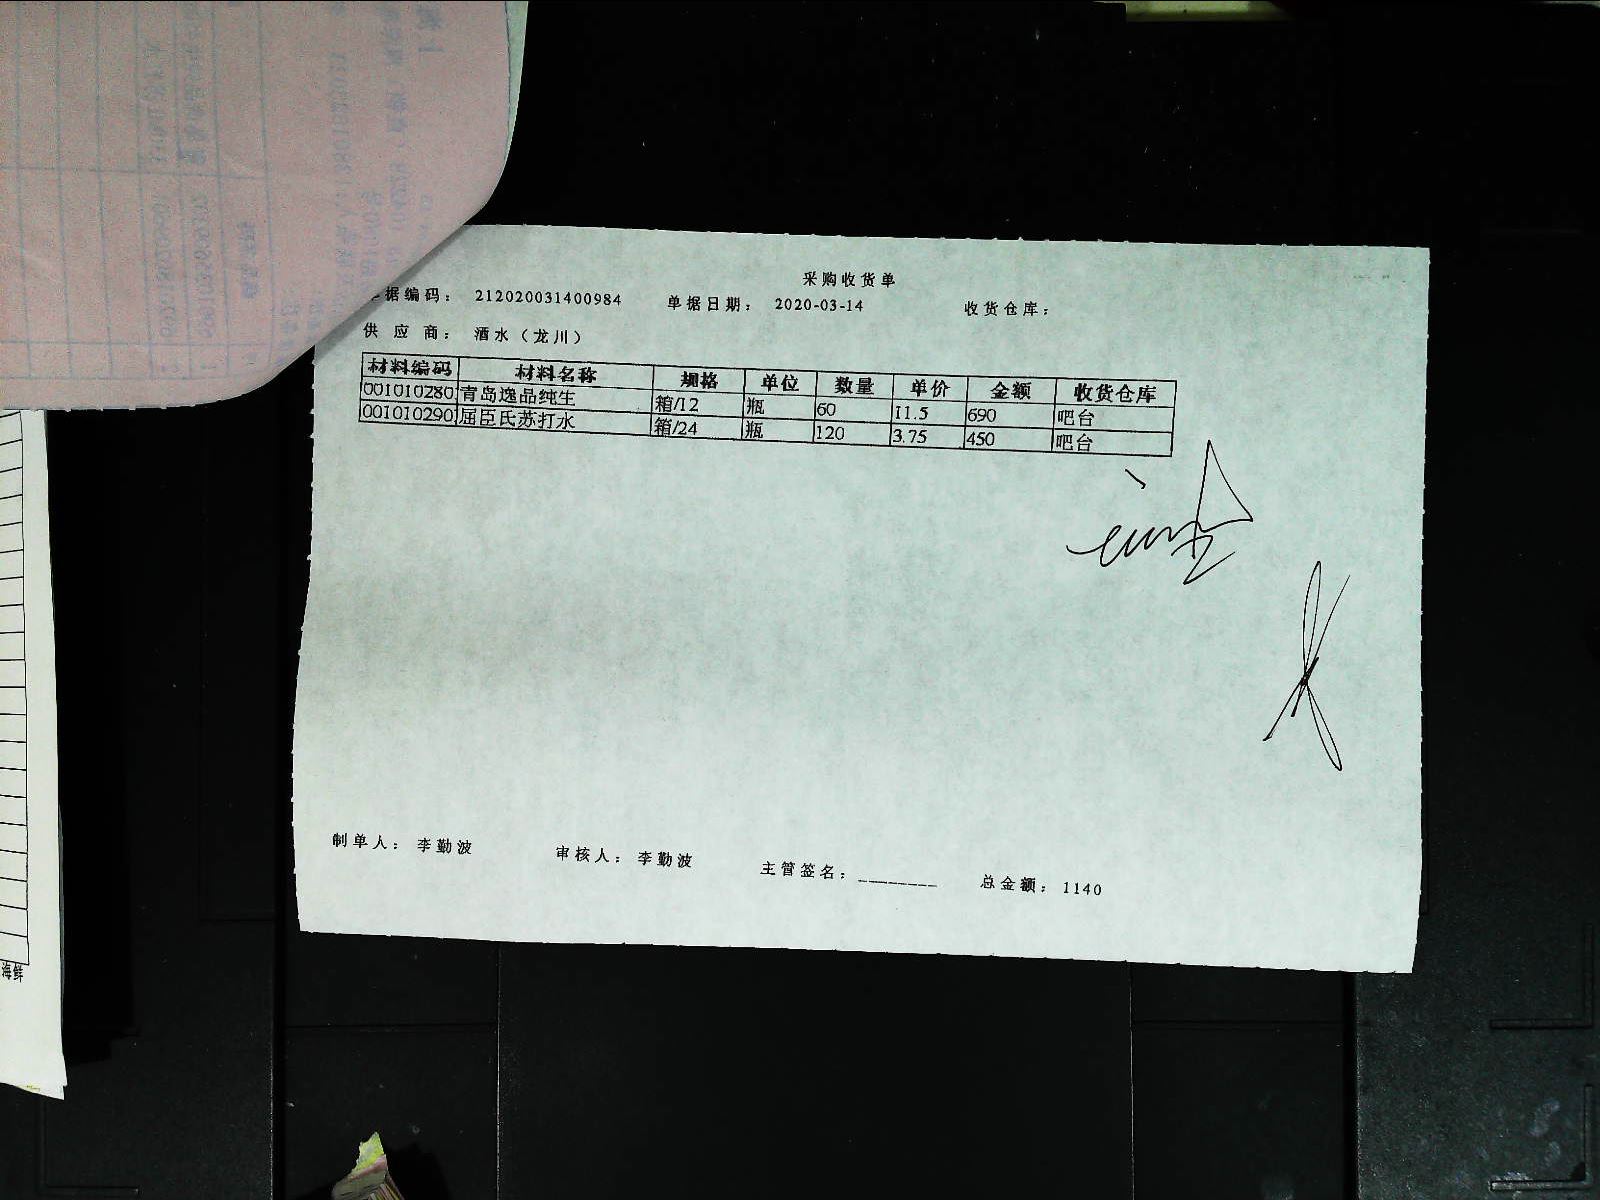 采购收货单
单据编码： 212020031400984 单据日期： 2020-03-14 收货仓库：
供应商： 酒水（龙川）
材料编码 材料名称 规格 单位 数量 单价 金额 收货仓库
001010280 青岛逸品纯生 箱/12 瓶 60 11.5 690 吧台
001010290 屈臣氏苏打水 箱/24 瓶 120 3.75 450 吧台
制单人： 李勤波 审核人： 李勤波 主管签名：________ 总金额： 1140
海鲜